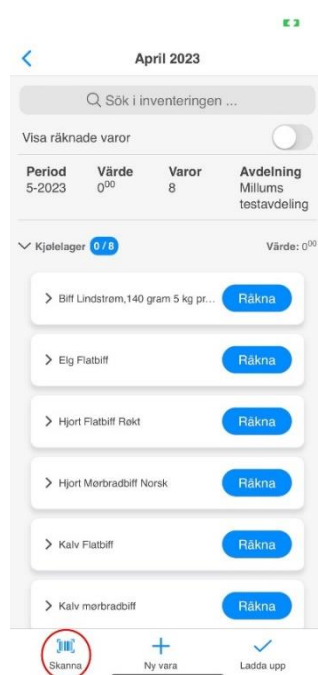 April 2023
Sök i inventeringen ...
Visa räknade varor
Period Värde Varor Avdelning
5-2023 0⁰⁰ 8 Millums
testavdeling
Kjølelager 0 / 8 Värde: 0⁰⁰
Biff Lindstrøm,140 gram 5 kg pr... Räkna
Elg Flatbiff Räkna
Hjort Flatbiff Røkt Räkna
Hjort Mørbradbiff Norsk Räkna
Kalv Flatbiff Räkna
Kalv mørbradbiff Räkna
Skanna Ny vara Ladda upp